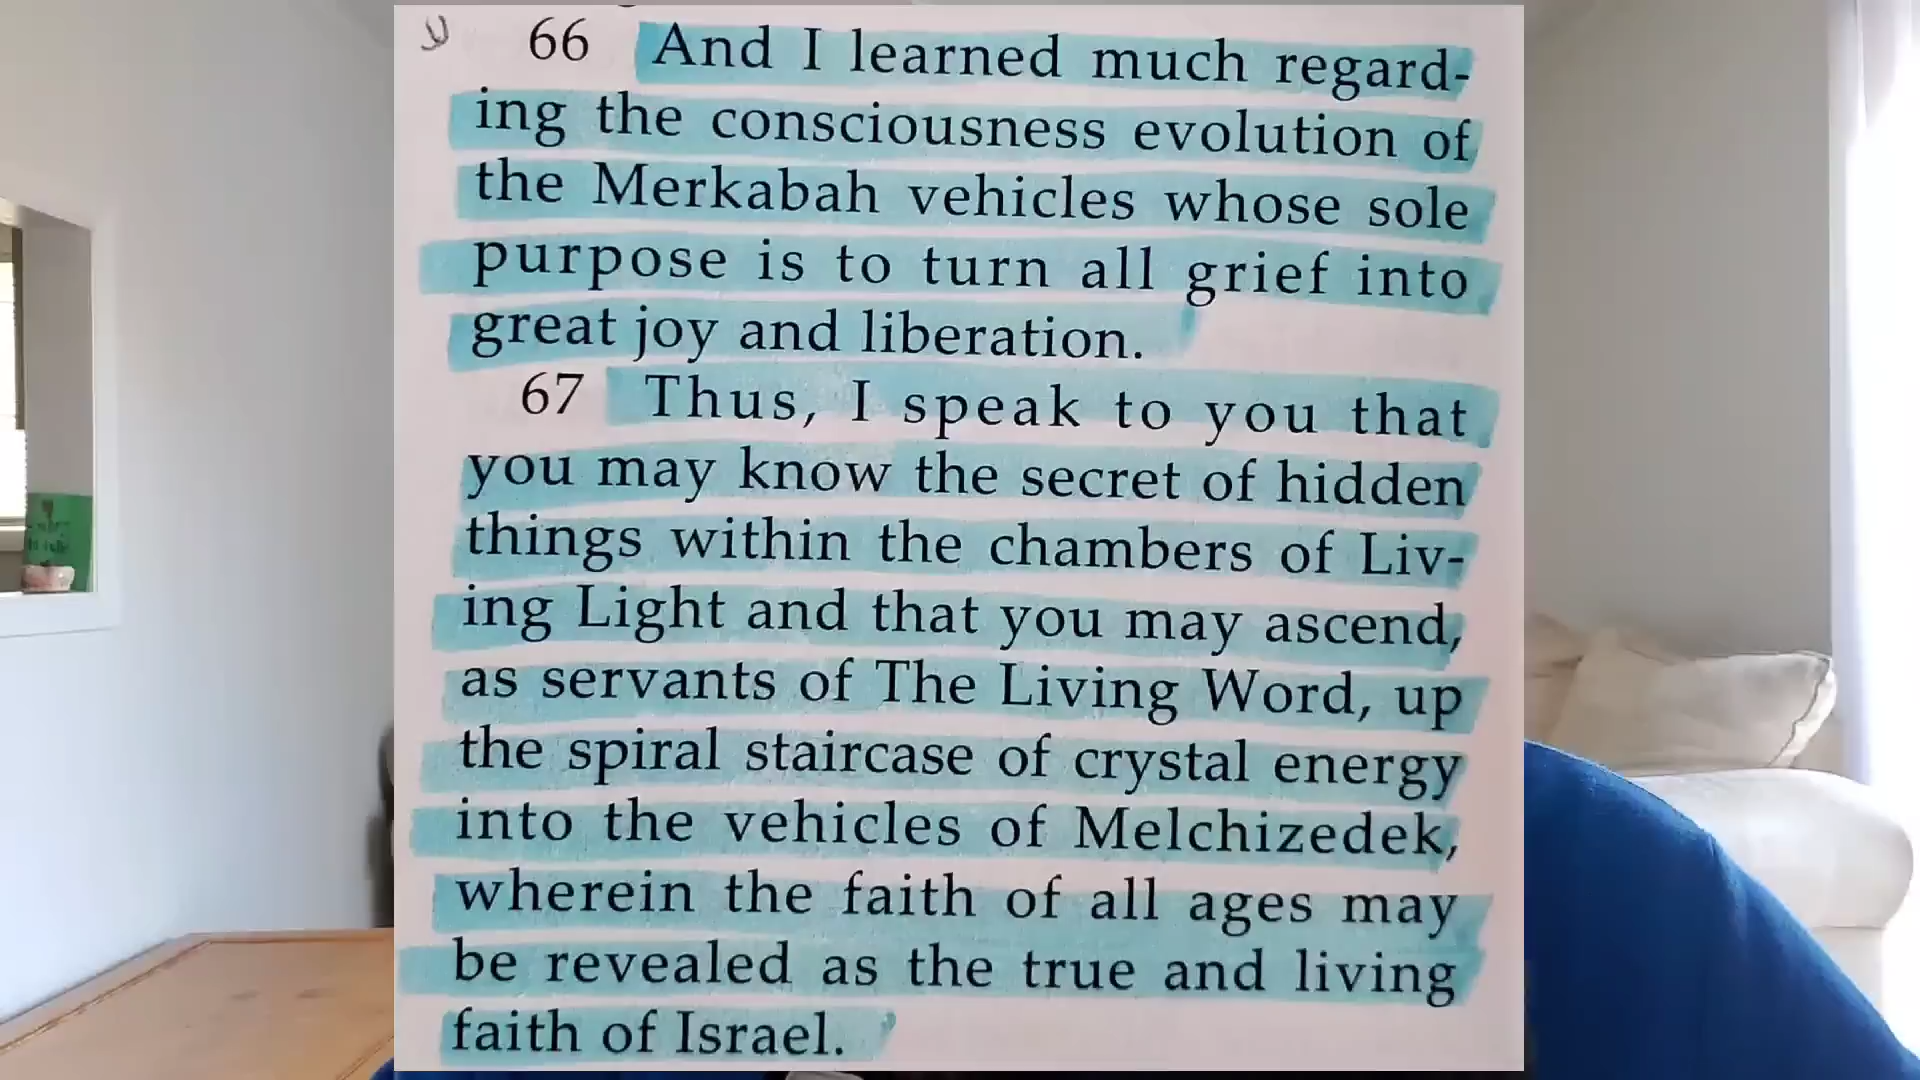 66 And I learned much regard-
ing the consciousness evolution of
the Merkabah vehicles whose sole
purpose is to turn all grief into
great joy and liberation.
67 Thus, I speak to you that
you may know the secret of hidden
things within the chambers of Liv-
ing Light and that you may ascend,
as servants of The Living Word, up
the spiral staircase of crystal energy
into the vehicles of Melchizedek,
wherein the faith of all ages may
be revealed as the true and living
faith of Israel.